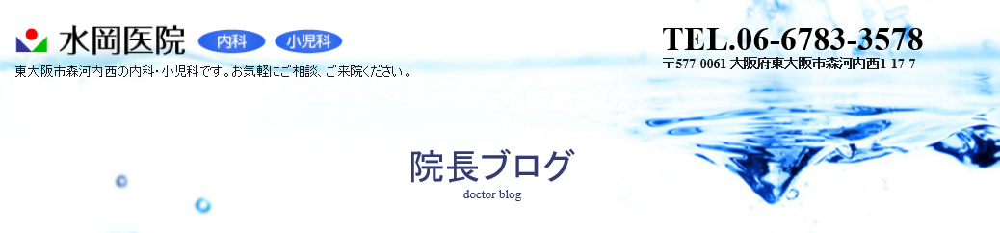 水岡医院 内科 小児科
東大阪市森河内西の内科・小児科です。お気軽にご相談、ご来院ください。
TEL.06-6783-3578
〒577-0061 大阪府東大阪市森河内西1-17-7
院長ブログ
doctor blog